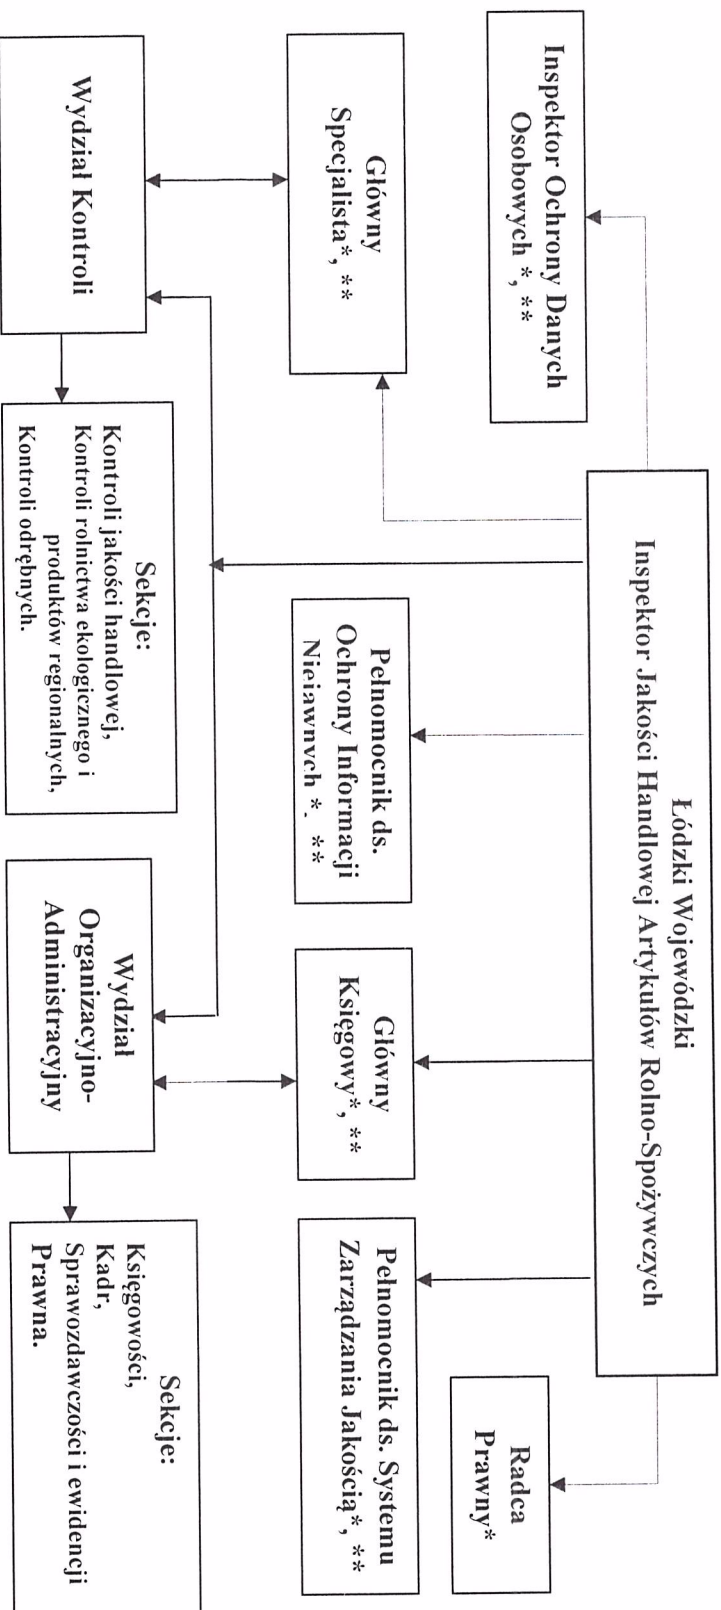 Łódzki Wojewódzki
Inspektor Jakości Handlowej Artykułów Rolno-Spożywczych
Inspektor Ochrony Danych
Osobowych *, **
Radca
Prawny*
Główny
Specjalista*, **
Pełnomocnik ds.
Ochrony Informacji
Niejawnych *, **
Główny
Księgowy*, **
Pełnomocnik ds. Systemu
Zarządzania Jakością*, **
Wydział Kontroli
Sekcje:
Kontroli jakości handlowej,
Kontroli rolnictwa ekologicznego i
produktów regionalnych,
Kontroli odrębnych.
Wydział
Organizacyjno-
Administracyjny
Sekcje:
Księgowości,
Kadr,
Sprawozdawczości i ewidencji
Prawna.